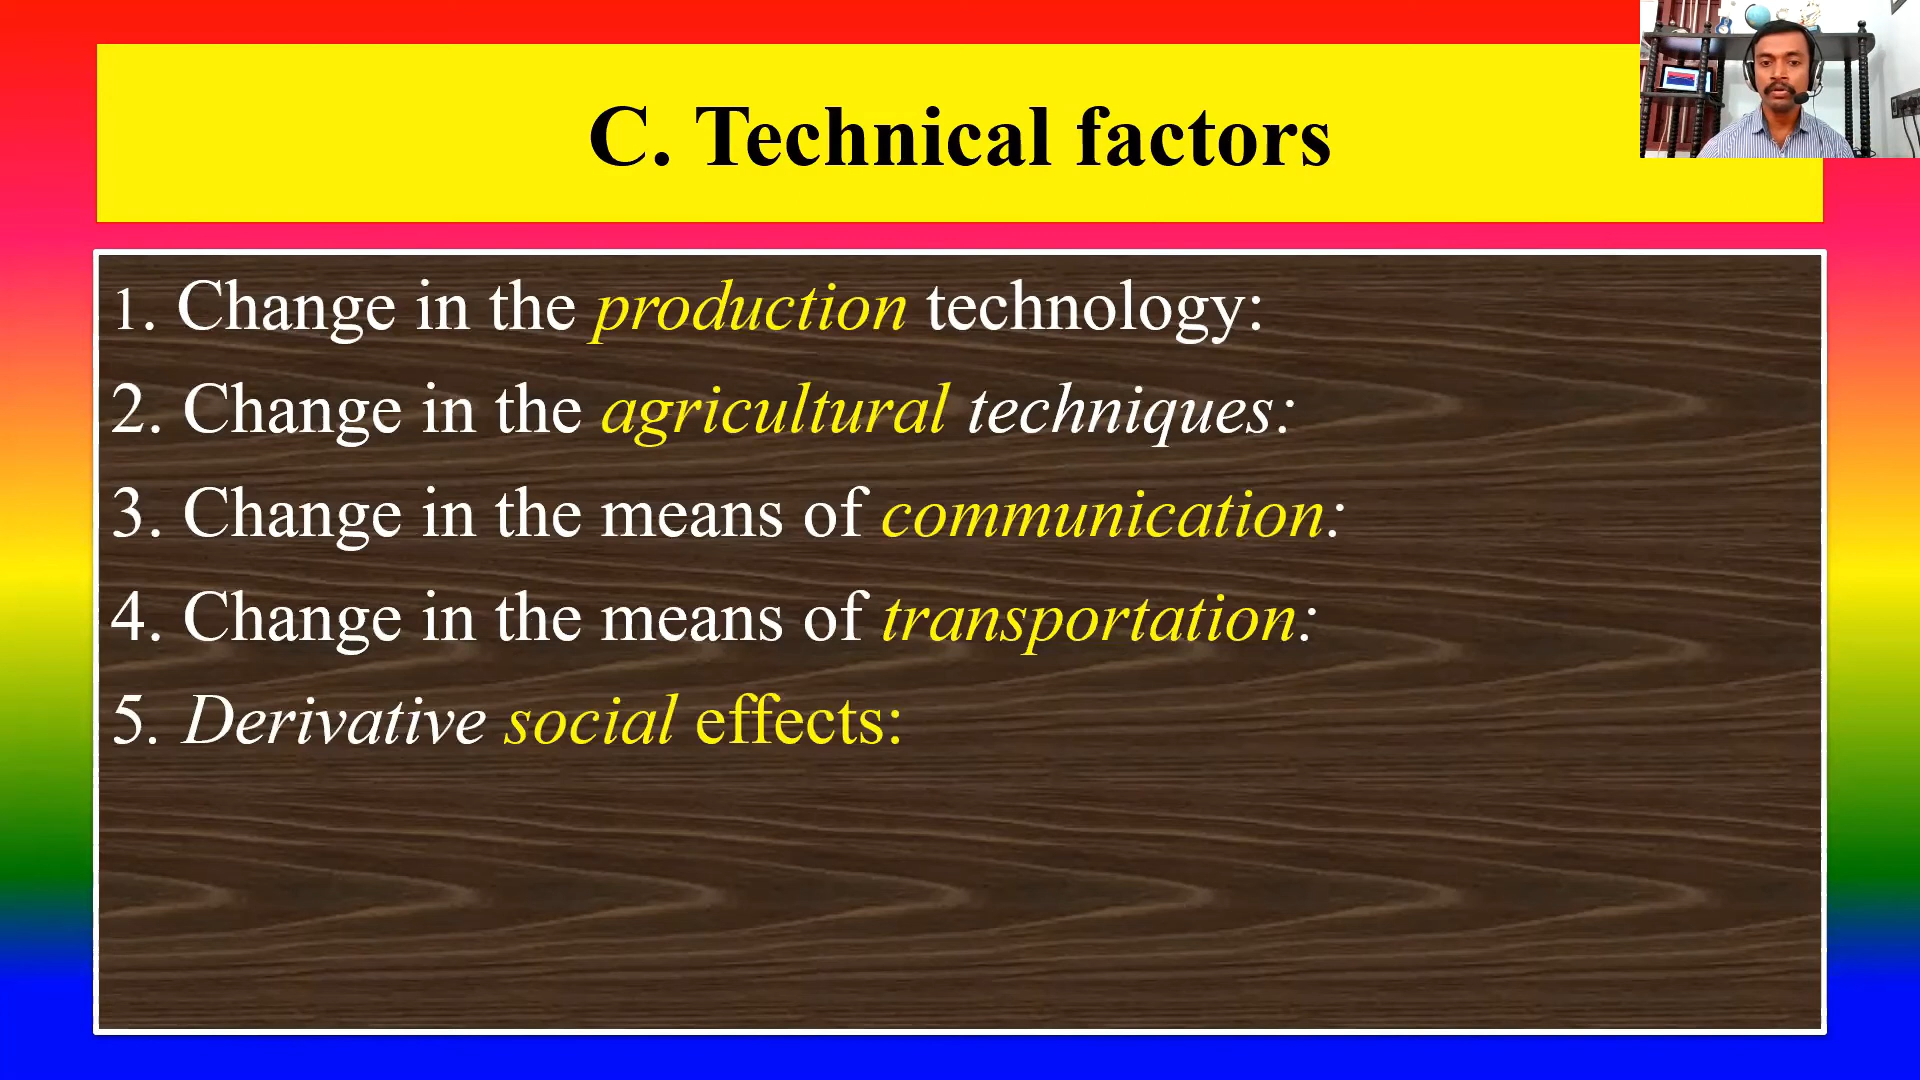 C. Technical factors
1. Change in the production technology:
2. Change in the agricultural techniques:
3. Change in the means of communication:
4. Change in the means of transportation:
5. Derivative social effects: